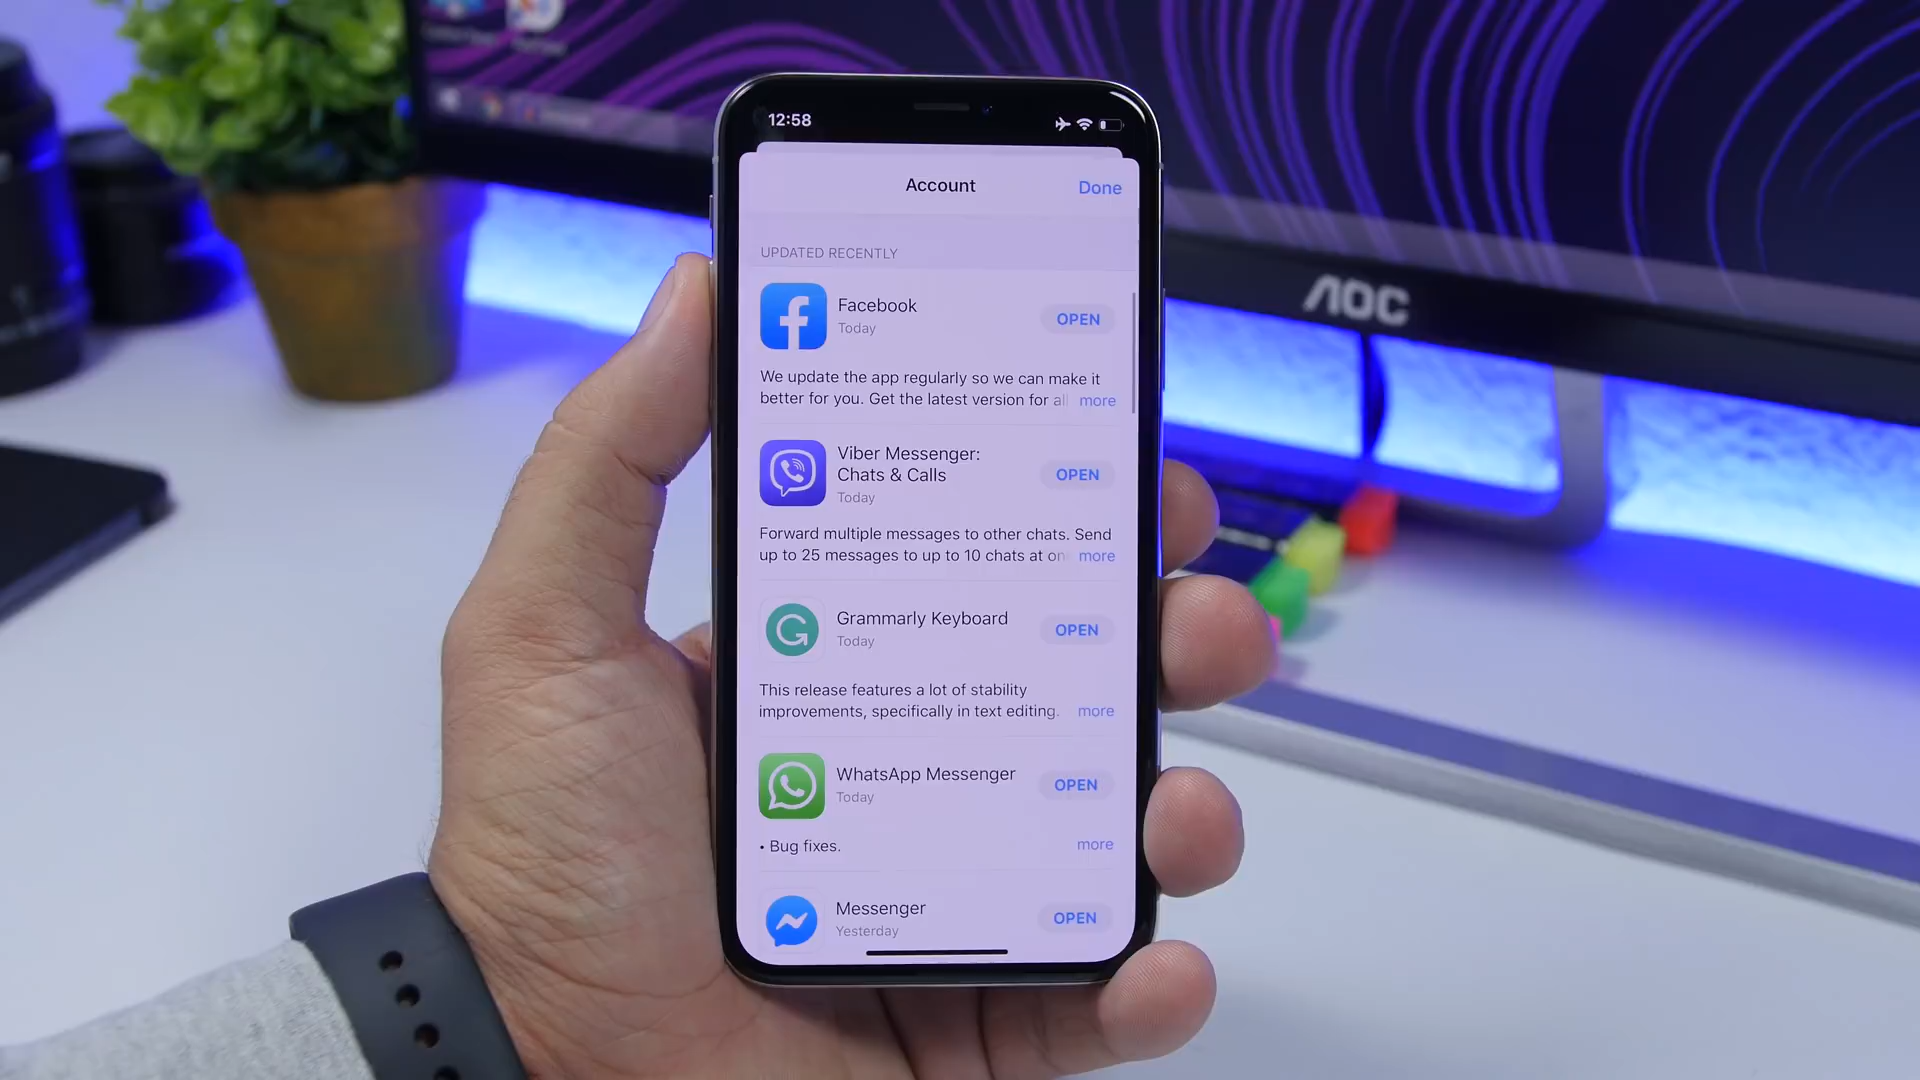 12:58
Account
Done
UPDATED RECENTLY
Facebook
Today
OPEN
We update the app regularly so we can make it
better for you. Get the latest version for all
more
Viber Messenger:
Chats & Calls
Today
OPEN
Forward multiple messages to other chats. Send
up to 25 messages to up to 10 chats at on
more
Grammarly Keyboard
Today
OPEN
This release features a lot of stability
improvements, specifically in text editing.
more
WhatsApp Messenger
Today
OPEN
• Bug fixes.
more
Messenger
Yesterday
OPEN
AOC